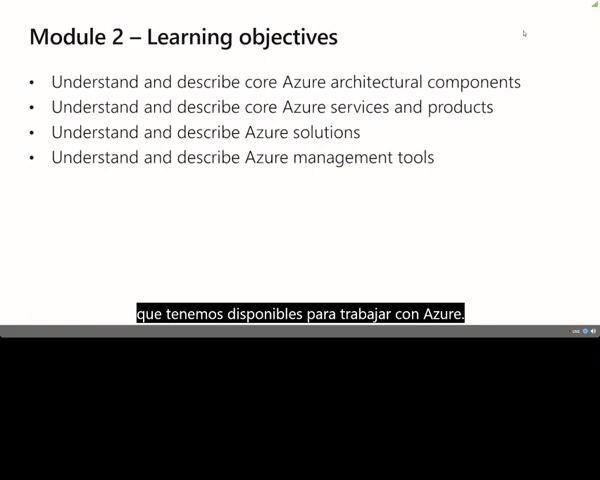 Module 2 – Learning objectives
• Understand and describe core Azure architectural components
• Understand and describe core Azure services and products
• Understand and describe Azure solutions
• Understand and describe Azure management tools
que tenemos disponibles para trabajar con Azure.